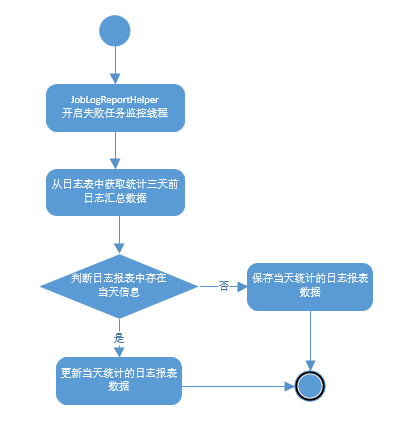 JobLogReportHelper
开启失败任务监控线程
从日志表中获取统计三天前
日志汇总数据
判断日志报表中存在
当天信息
否
保存当天统计的日志报表
数据
是
更新当天统计的日志报表
数据